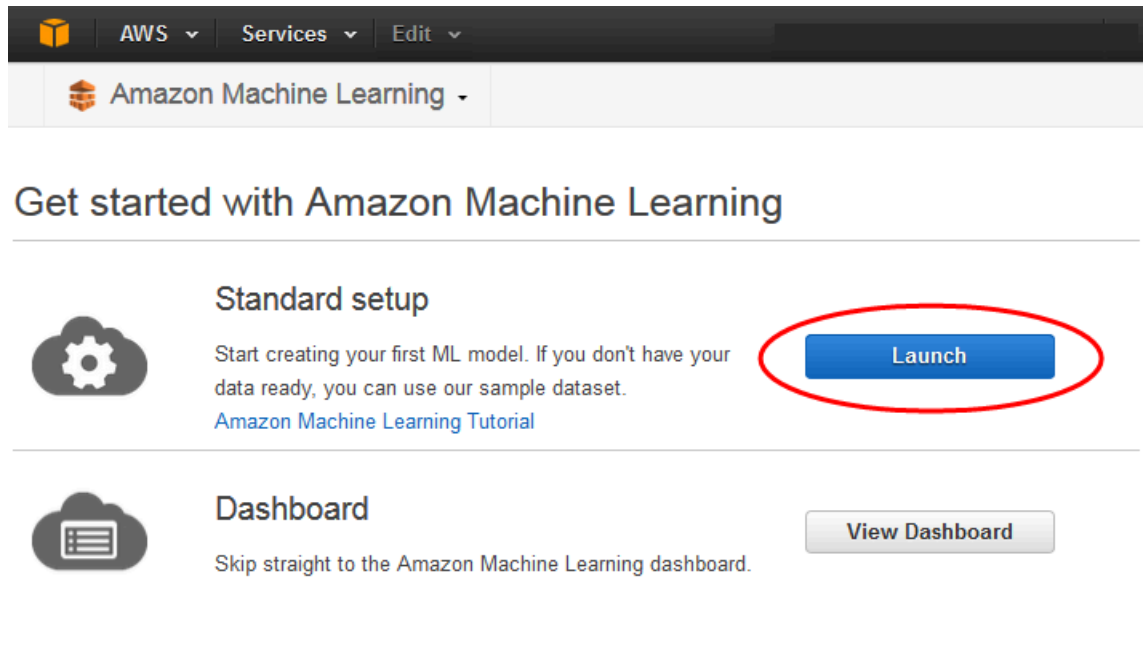 AWS Services Edit
Amazon Machine Learning
Get started with Amazon Machine Learning
Standard setup
Start creating your first ML model. If you don't have your
data ready, you can use our sample dataset.
Amazon Machine Learning Tutorial
Launch
Dashboard
Skip straight to the Amazon Machine Learning dashboard.
View Dashboard